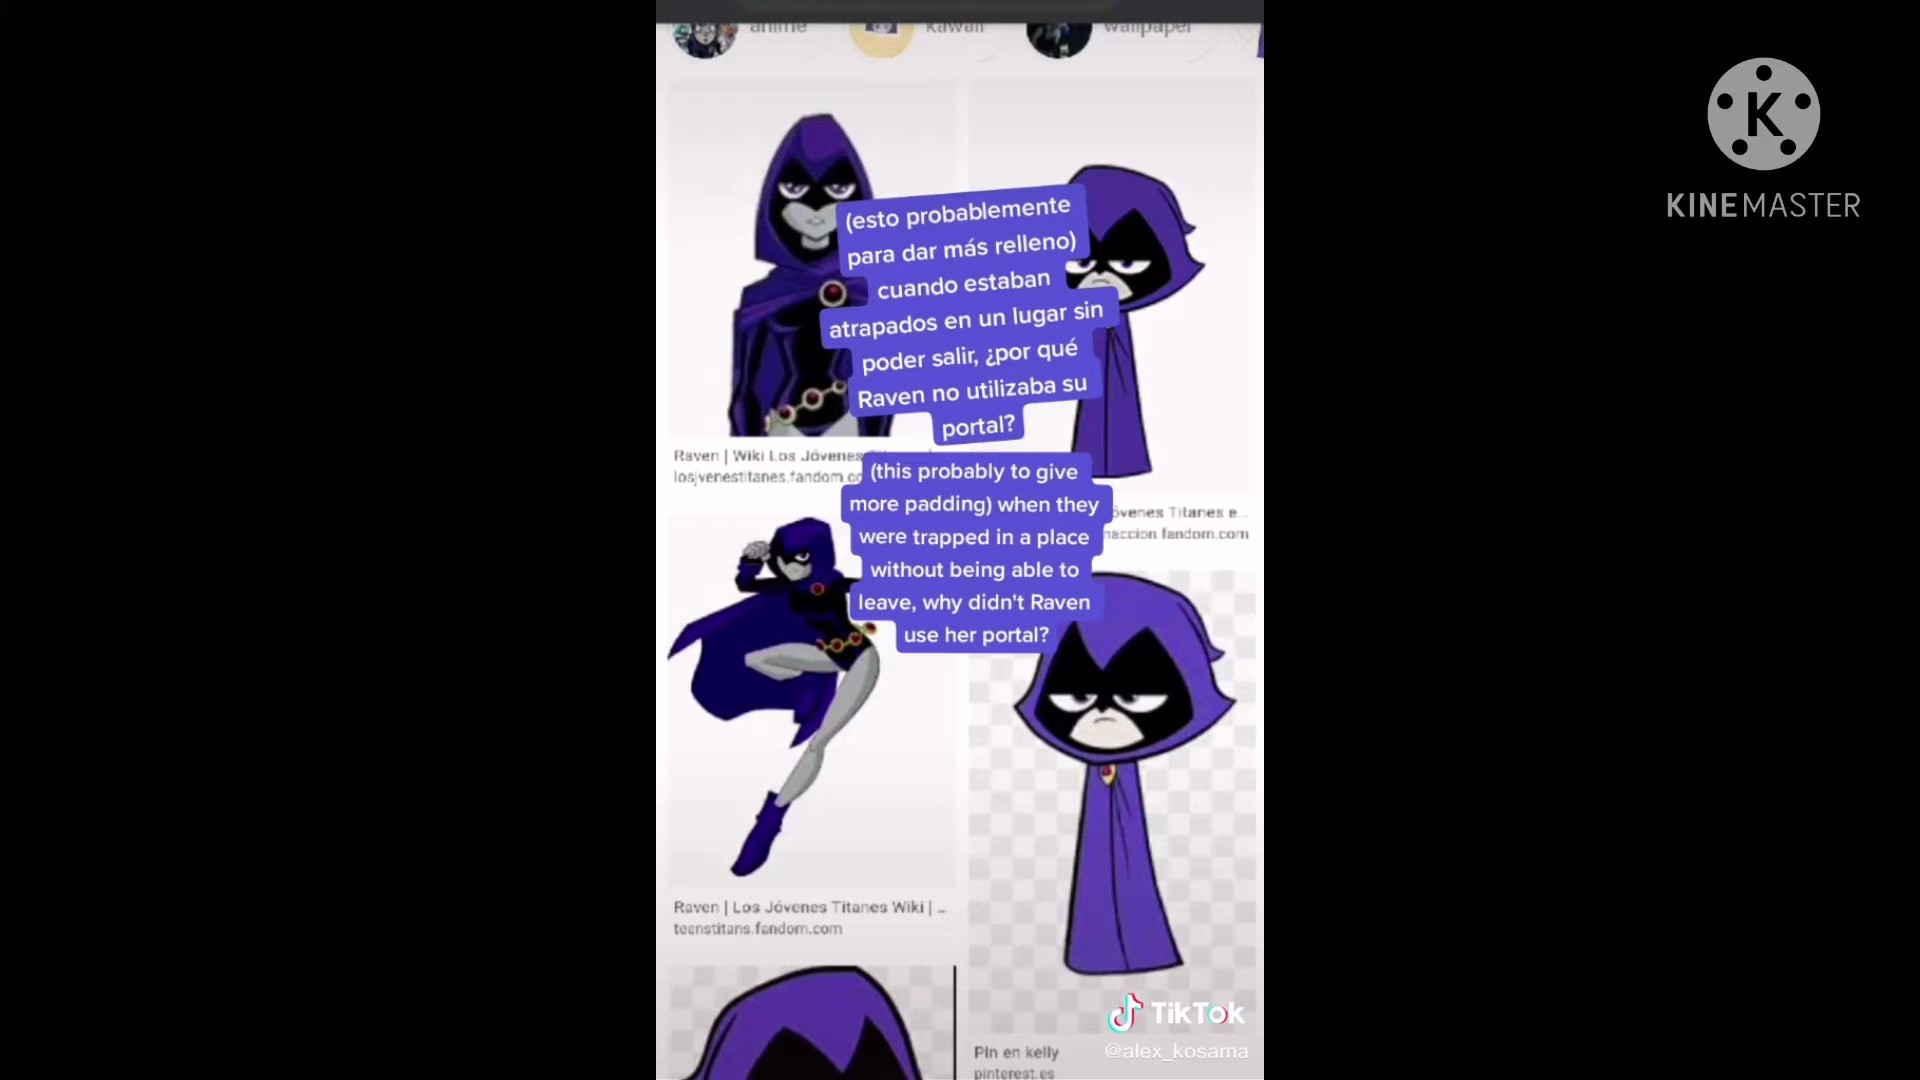 anime
kawaii
wallpaper
K
KINEMASTER
(esto probablemente
para dar más relleno)
cuando estaban
atrapados en un lugar sin
poder salir, ¿por qué
Raven no utilizaba su
portal?
Raven | Wiki Los Jóvenes
losjvenestitanes.fandom.co
(this probably to give
more padding) when they
were trapped in a place
without being able to
leave, why didn't Raven
use her portal?
óvenes Titanes e...
naccion.fandom.com
Raven | Los Jóvenes Titanes Wiki | ...
teenstitans.fandom.com
TikTok
@alex_kosama
Pin en kelly
pinterest.es